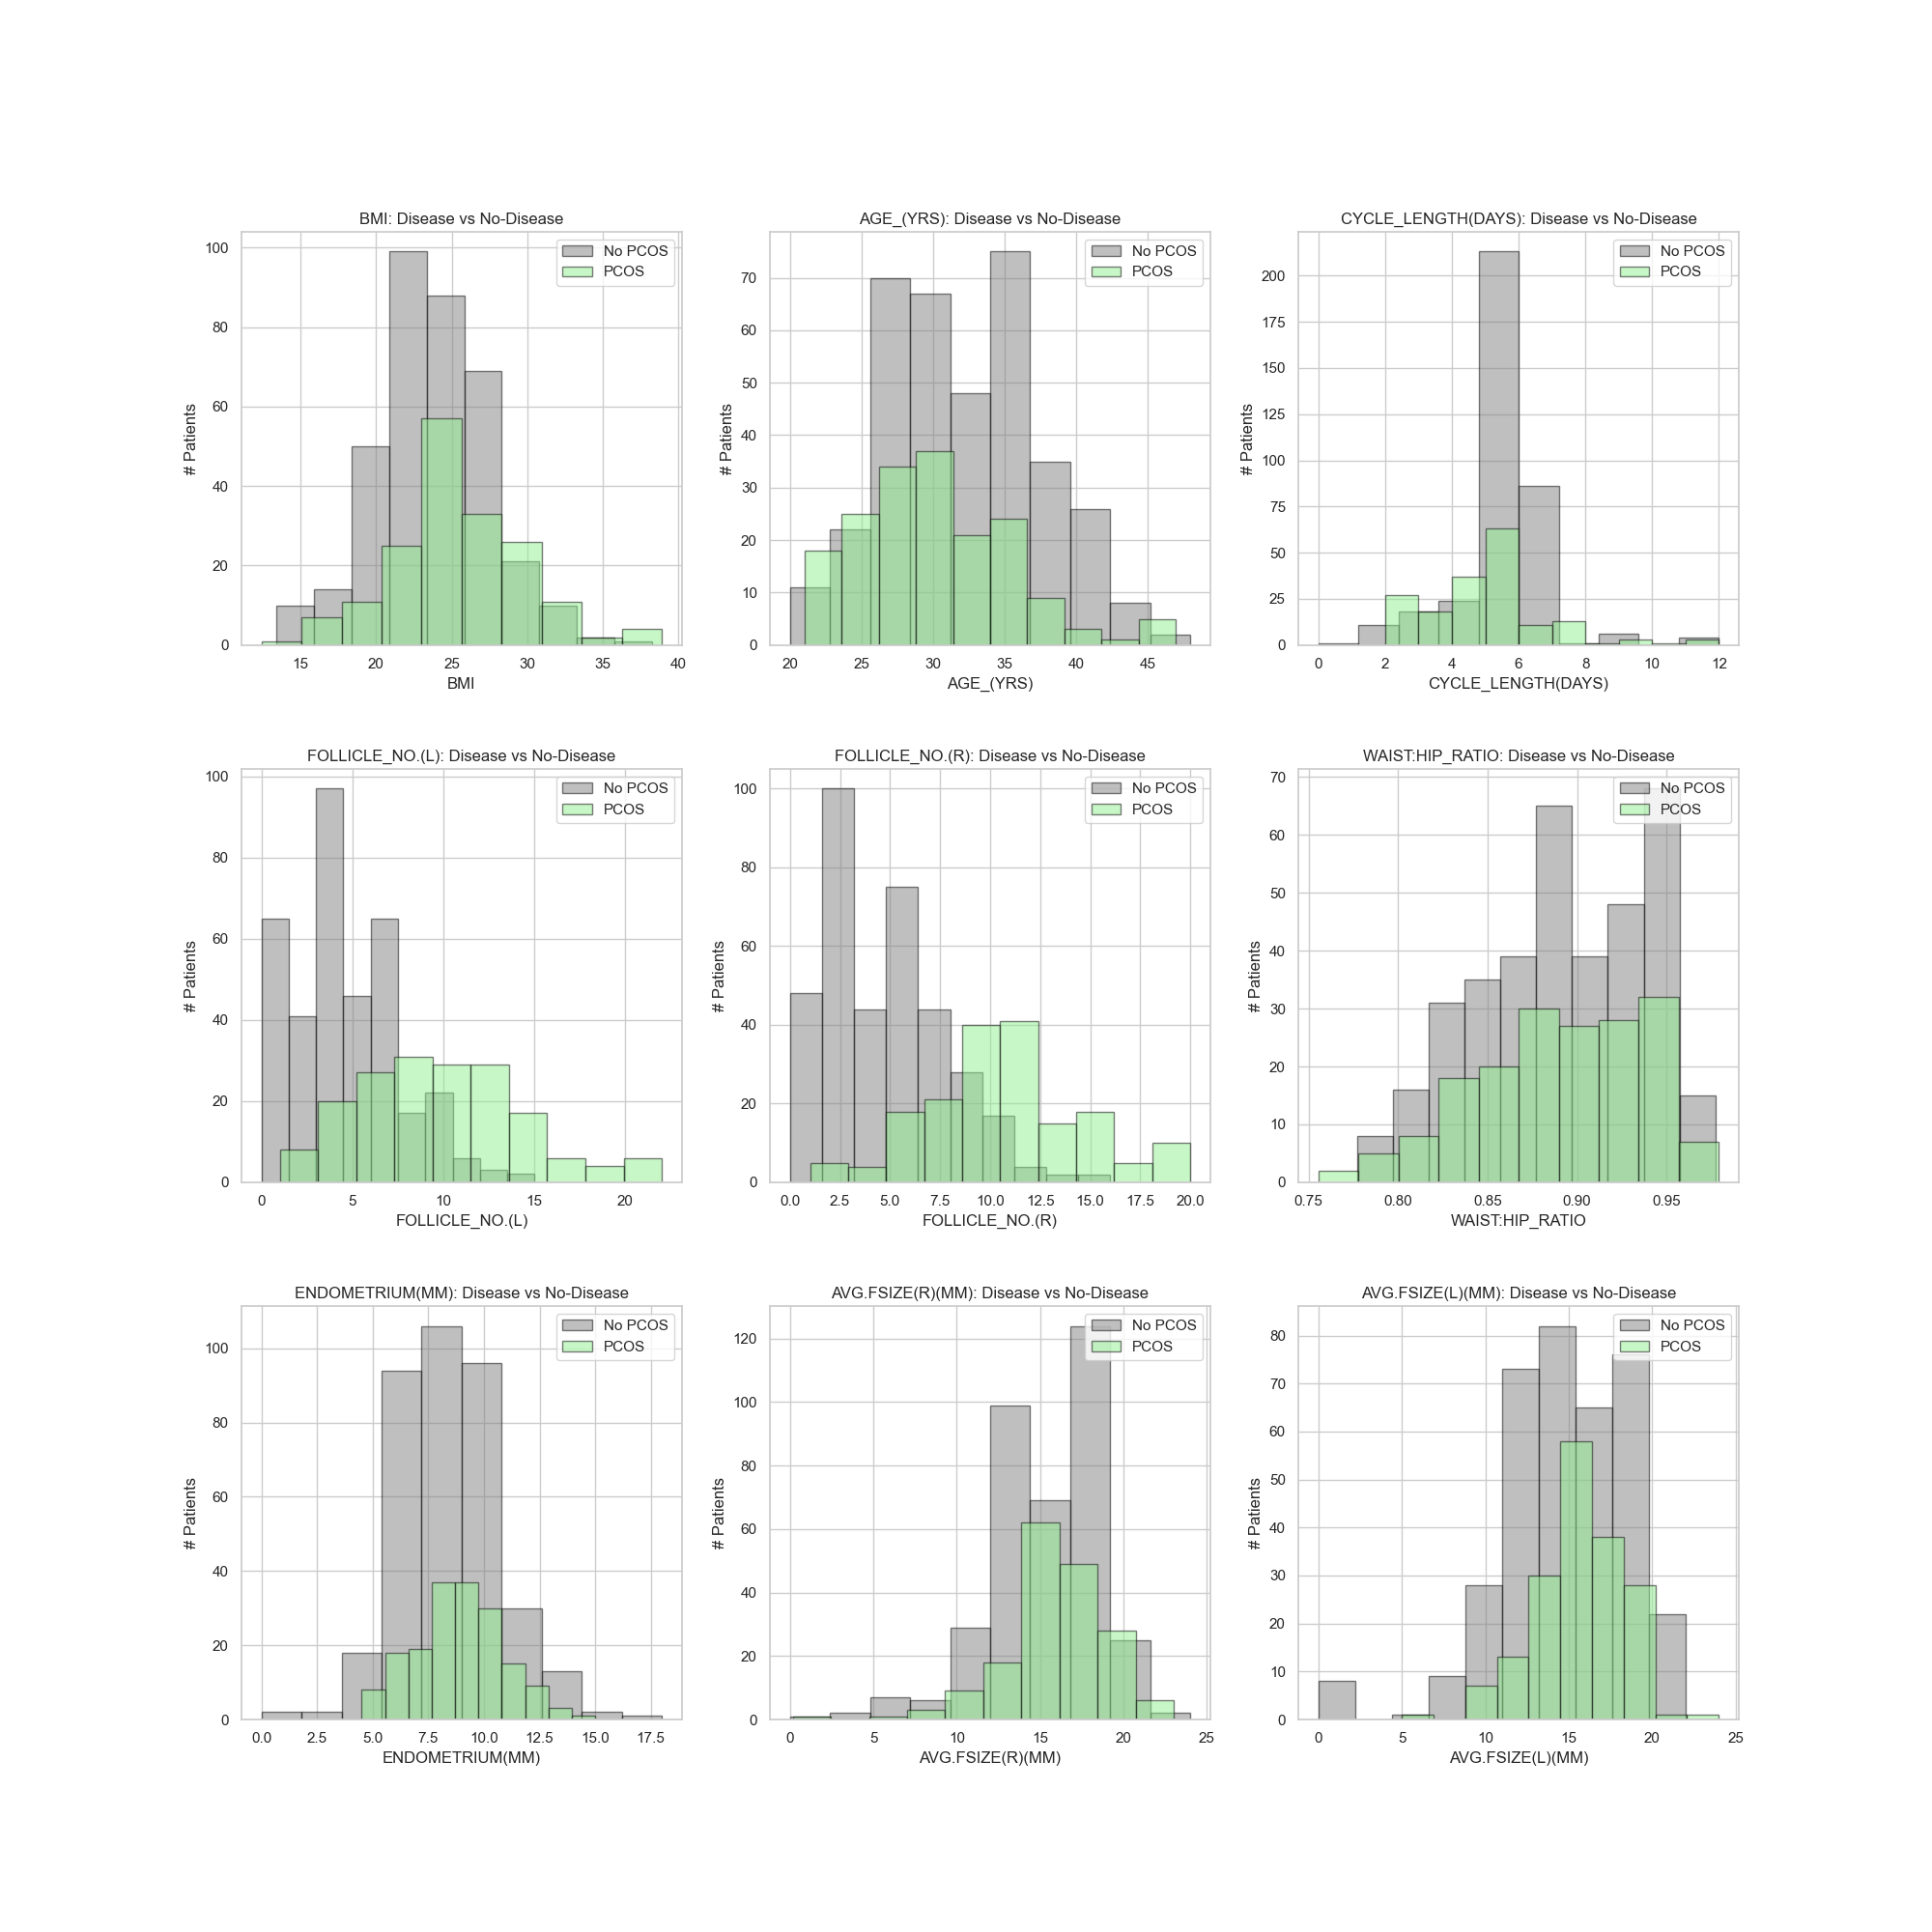 BMI: Disease vs No-Disease
No PCOS
PCOS
100
80
60
40
20
0
# Patients
15 20 25 30 35 40
BMI
AGE_(YRS): Disease vs No-Disease
No PCOS
PCOS
70
60
50
40
30
20
10
0
# Patients
20 25 30 35 40 45
AGE_(YRS)
CYCLE_LENGTH(DAYS): Disease vs No-Disease
No PCOS
PCOS
200
175
150
125
100
75
50
25
0
# Patients
0 2 4 6 8 10 12
CYCLE_LENGTH(DAYS)
FOLLICLE_NO.(L): Disease vs No-Disease
No PCOS
PCOS
100
80
60
40
20
0
# Patients
0 5 10 15 20
FOLLICLE_NO.(L)
FOLLICLE_NO.(R): Disease vs No-Disease
No PCOS
PCOS
100
80
60
40
20
0
# Patients
0.0 2.5 5.0 7.5 10.0 12.5 15.0 17.5 20.0
FOLLICLE_NO.(R)
WAIST:HIP_RATIO: Disease vs No-Disease
No PCOS
PCOS
70
60
50
40
30
20
10
0
# Patients
0.75 0.80 0.85 0.90 0.95
WAIST:HIP_RATIO
ENDOMETRIUM(MM): Disease vs No-Disease
No PCOS
PCOS
100
80
60
40
20
0
# Patients
0.0 2.5 5.0 7.5 10.0 12.5 15.0 17.5
ENDOMETRIUM(MM)
AVG.FSIZE(R)(MM): Disease vs No-Disease
No PCOS
PCOS
120
100
80
60
40
20
0
# Patients
0 5 10 15 20 25
AVG.FSIZE(R)(MM)
AVG.FSIZE(L)(MM): Disease vs No-Disease
No PCOS
PCOS
80
70
60
50
40
30
20
10
0
# Patients
0 5 10 15 20 25
AVG.FSIZE(L)(MM)